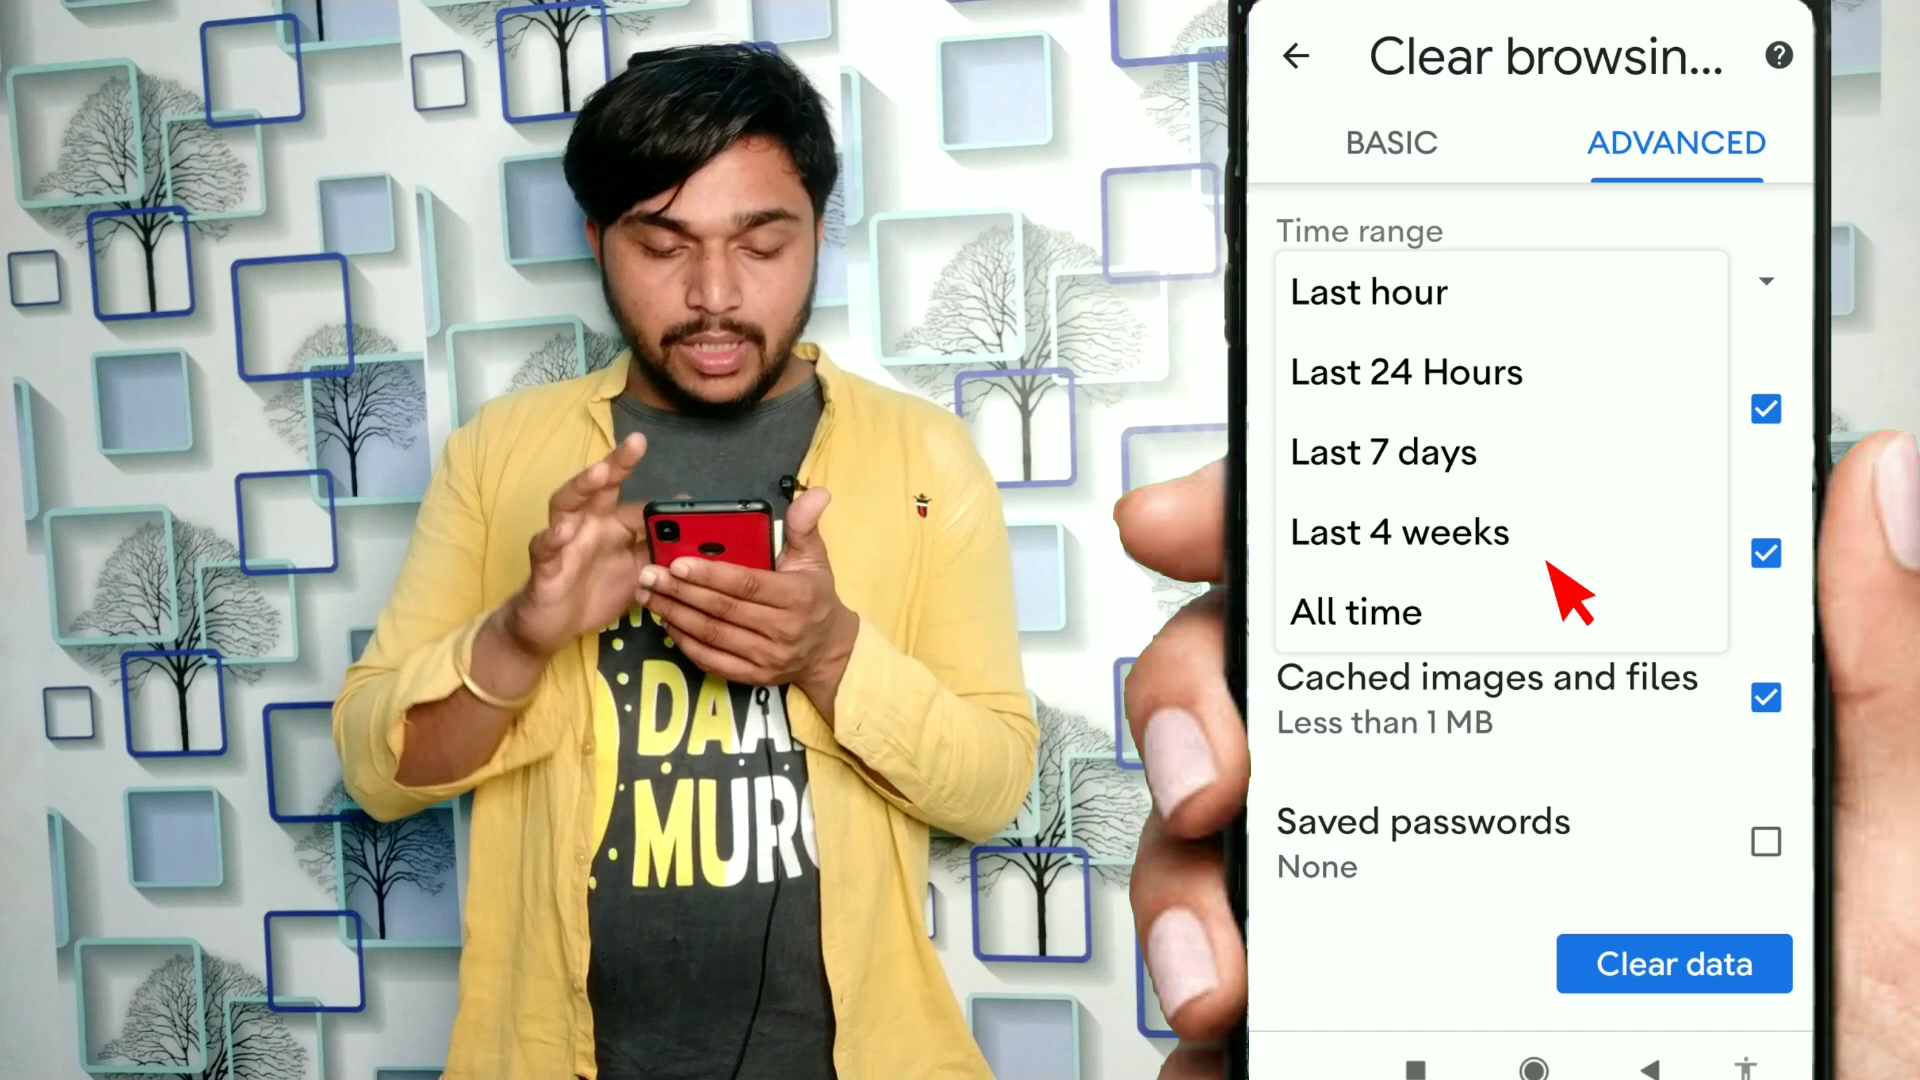 Clear browsin...
BASIC
ADVANCED
Time range
Last hour
Last 24 Hours
Last 7 days
Last 4 weeks
All time
Cached images and files
Less than 1 MB
Saved passwords
None
Clear data
DAA
MUR